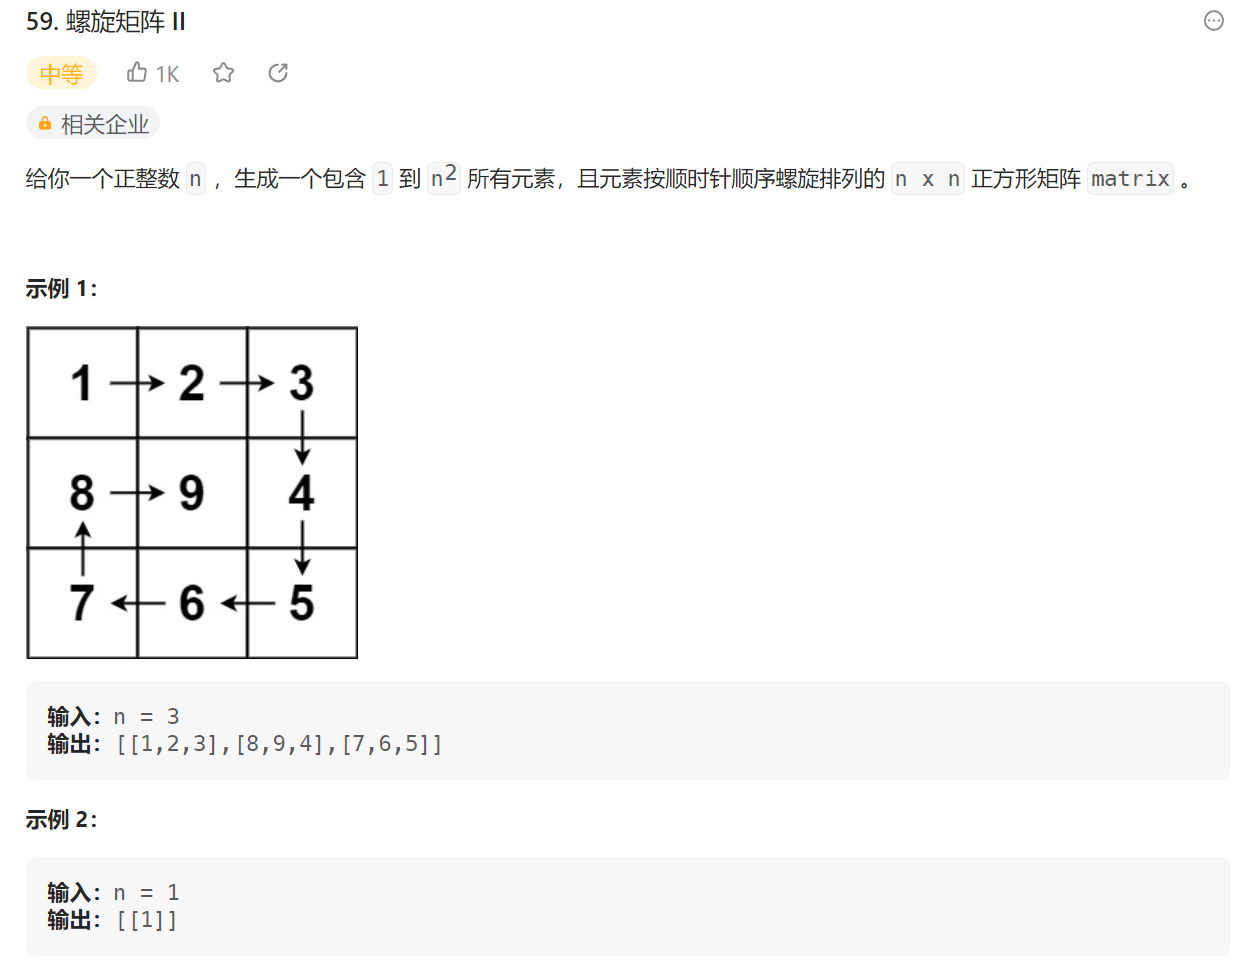 59. 螺旋矩阵 II
中等 1K
相关企业
给你一个正整数 n ，生成一个包含 1 到 n² 所有元素，且元素按顺时针顺序螺旋排列的 n x n 正方形矩阵 matrix 。
示例 1：
1 2 3
8 9 4
7 6 5
输入：n = 3
输出：[[1,2,3],[8,9,4],[7,6,5]]
示例 2：
输入：n = 1
输出：[[1]]